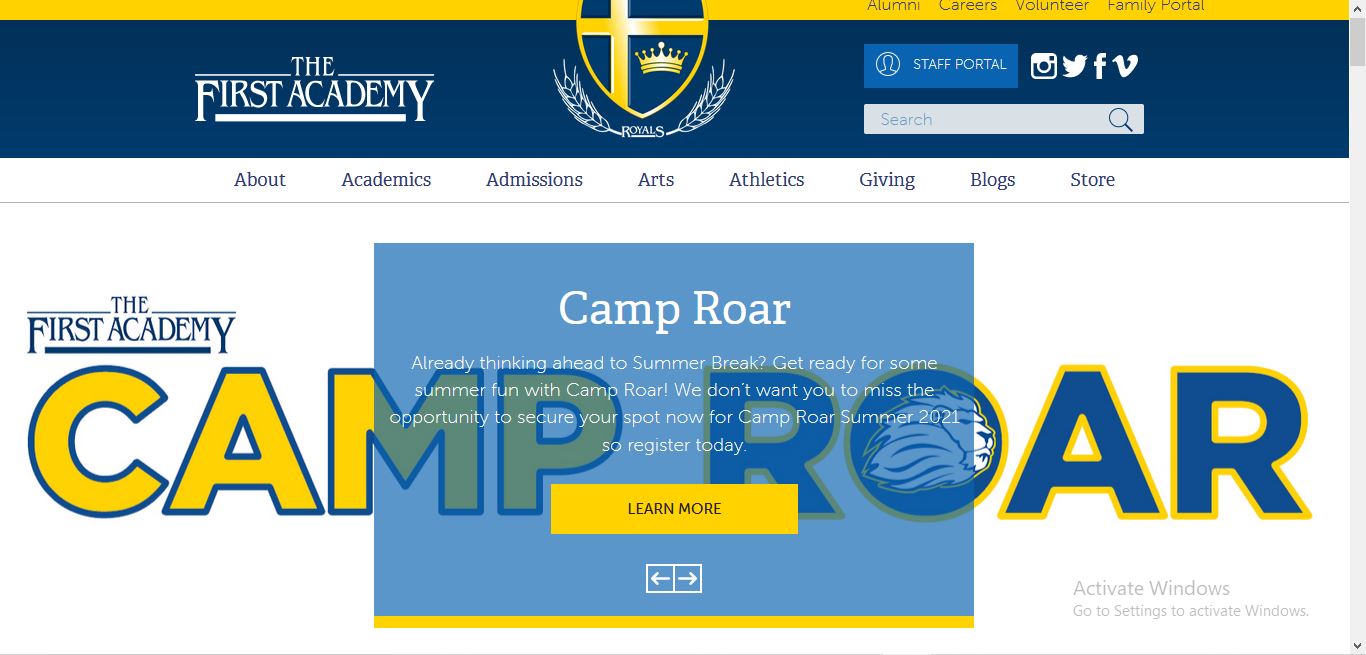 Alumni Careers Volunteer Family Portal
THE
FIRST ACADEMY
ROYALS
STAFF PORTAL
Search
About Academics Admissions Arts Athletics Giving Blogs Store
THE
FIRST ACADEMY
CAMP ROAR
Camp Roar
Already thinking ahead to Summer Break? Get ready for some
summer fun with Camp Roar! We don't want you to miss the
opportunity to secure your spot now for Camp Roar Summer 2021
so register today.
LEARN MORE
Activate Windows
Go to Settings to activate Windows.